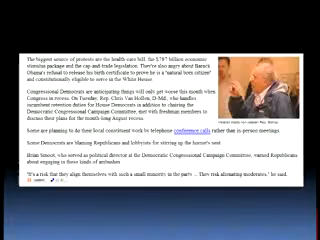 The biggest source of protests are the health-care bill, the $787 billion economic
stimulus package and the cap-and-trade legislation. They're also angry about Barack
Obama's refusal to release his birth certificate to prove he is a "natural born citizen"
and constitutionally eligible to serve in the White House.
Congressional Democrats are anticipating things will only get worse this month when
Congress in recess. On Tuesday, Rep. Chris Van Hollen, D-Md., who handles
incumbent retention duties for House Democrats in addition to chairing the
Democratic Congressional Campaign Committee, met with freshman members to
discuss their plans for the month-long August recess.
Some are planning to do their local constituent work by telephone conference calls rather than in-person meetings.
Some Democrats are blaming Republicans and lobbyists for stirring up the hornet's nest.
Brian Smoot, who served as political director at the Democratic Congressional Campaign Committee, warned Republicans
about engaging in these kinds of ambushes.
"It's a risk that they align themselves with such a small minority in the party ... They risk alienating moderates," he said.